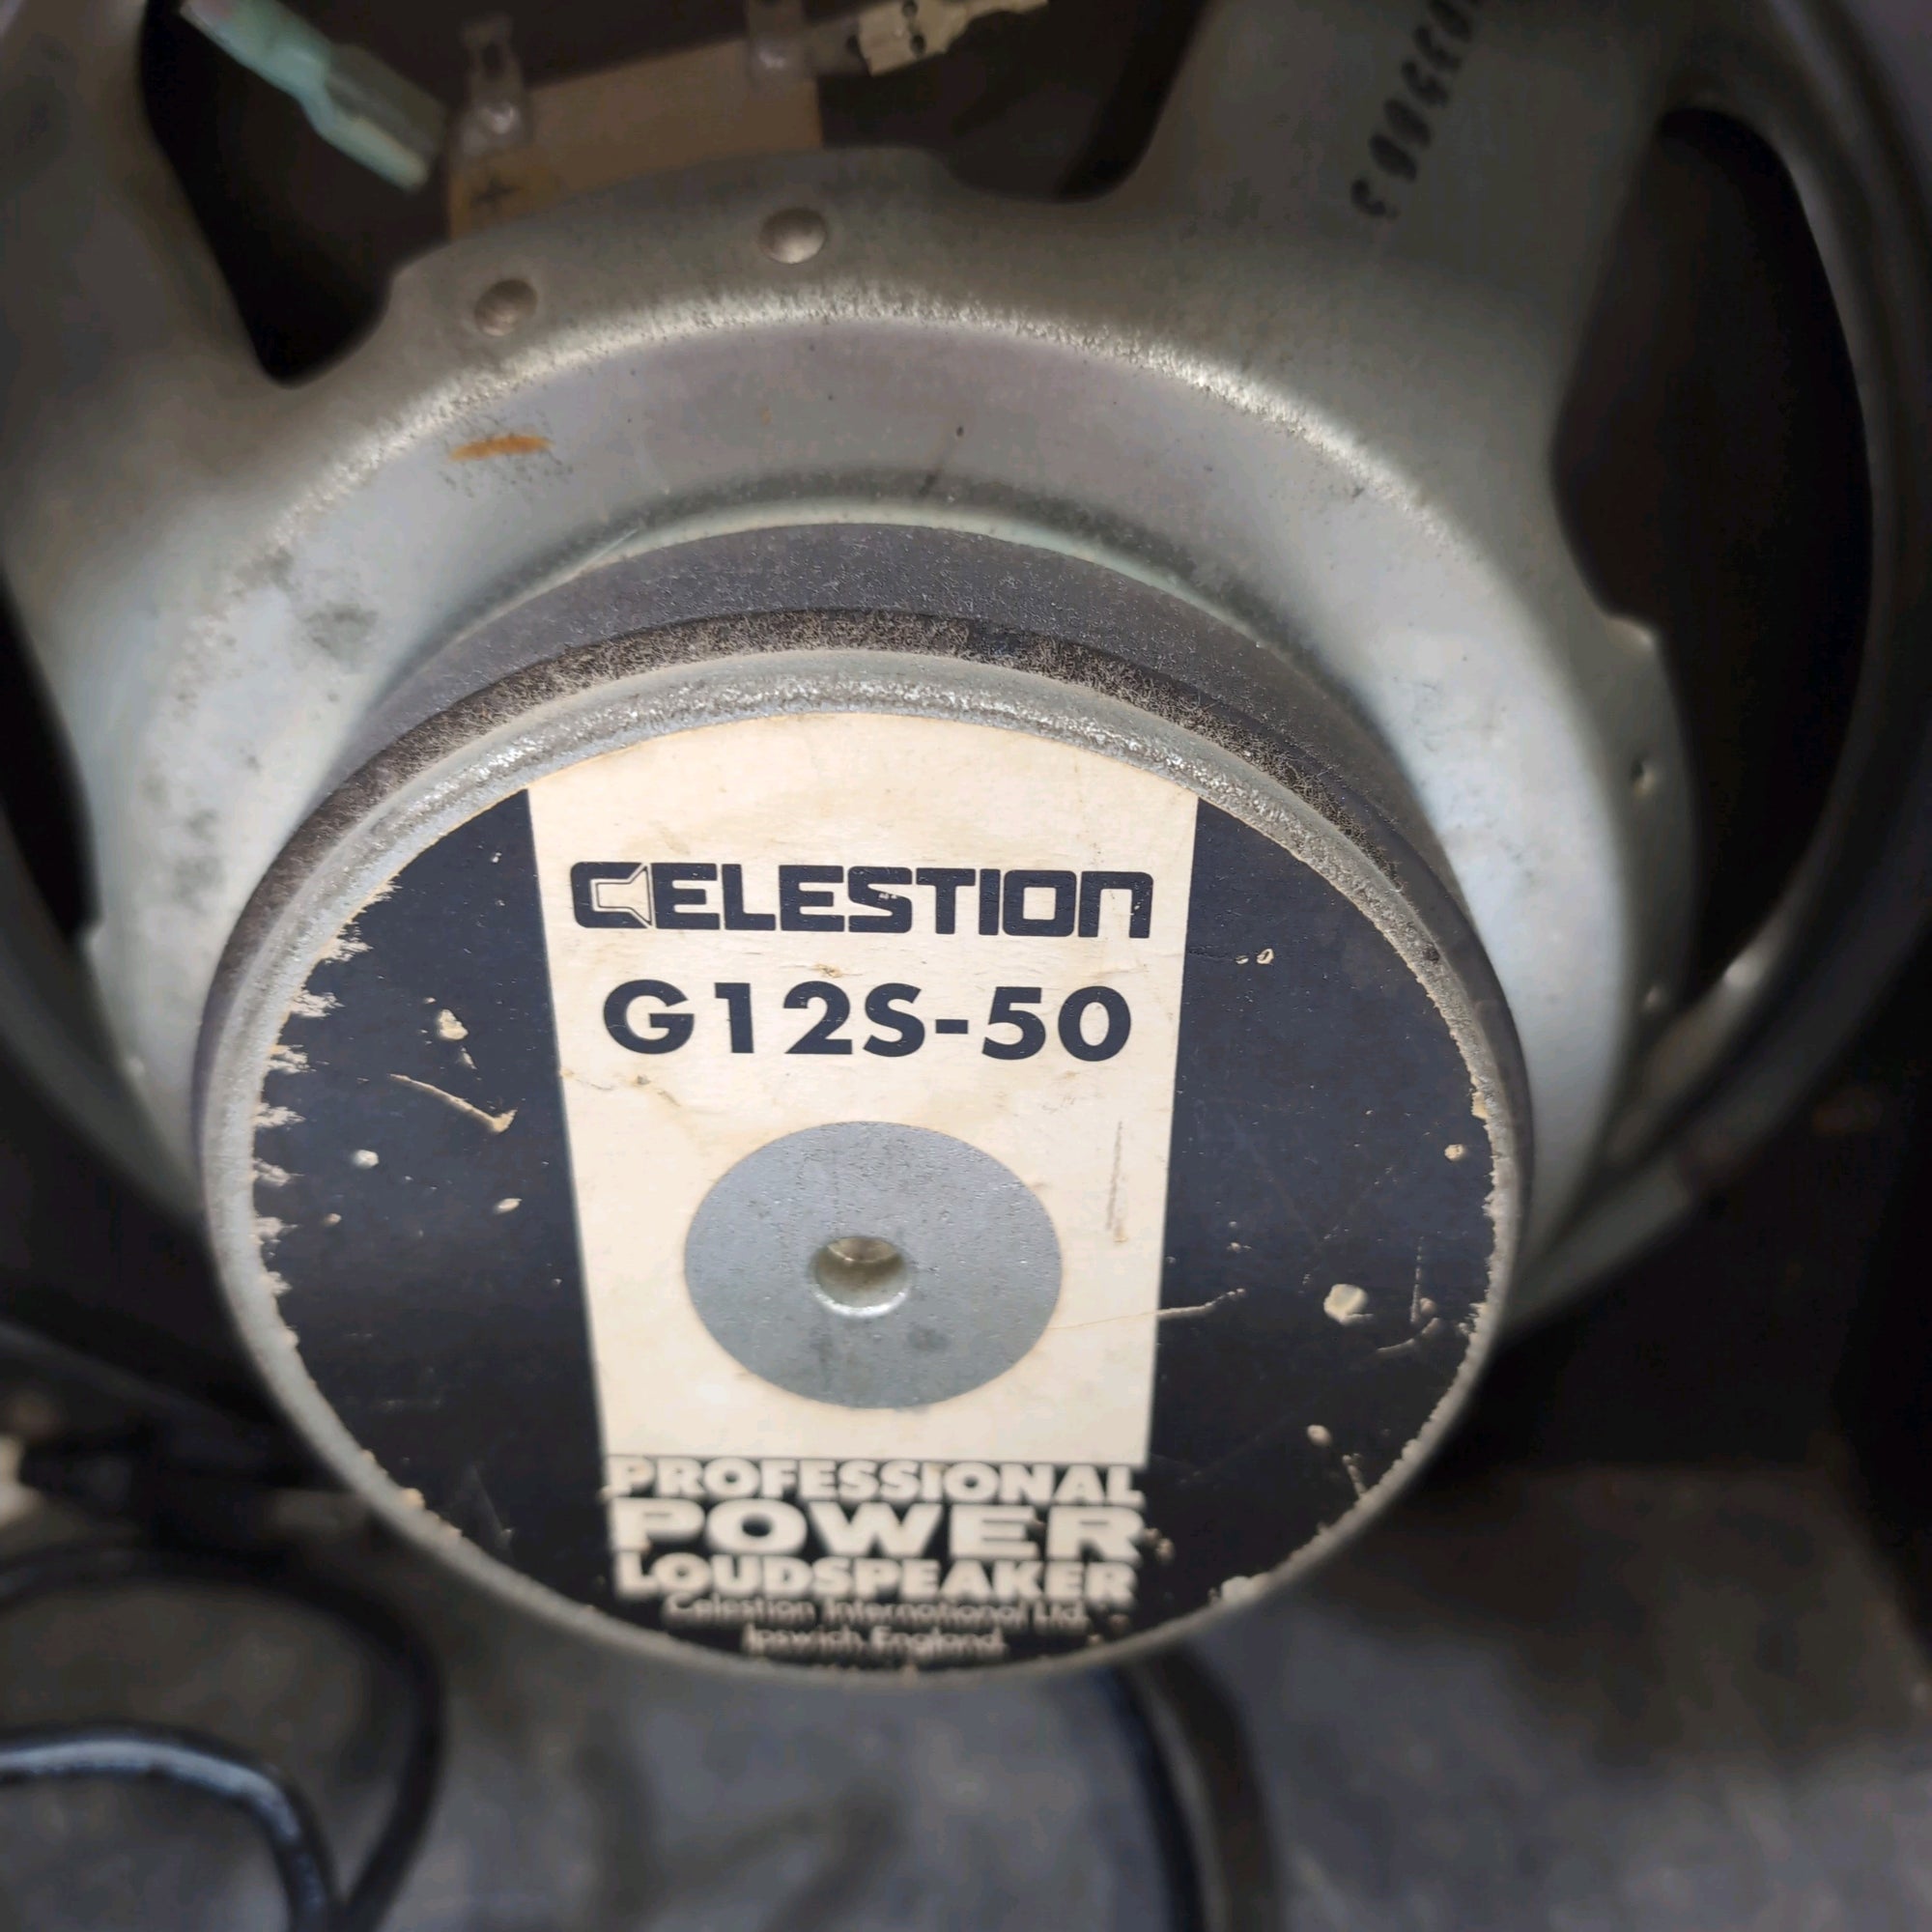 +
CELESTION
G12S-50
PROFESSIONAL
POWER
LOUDSPEAKER
Celestion International Ltd.
Ipswich, England.